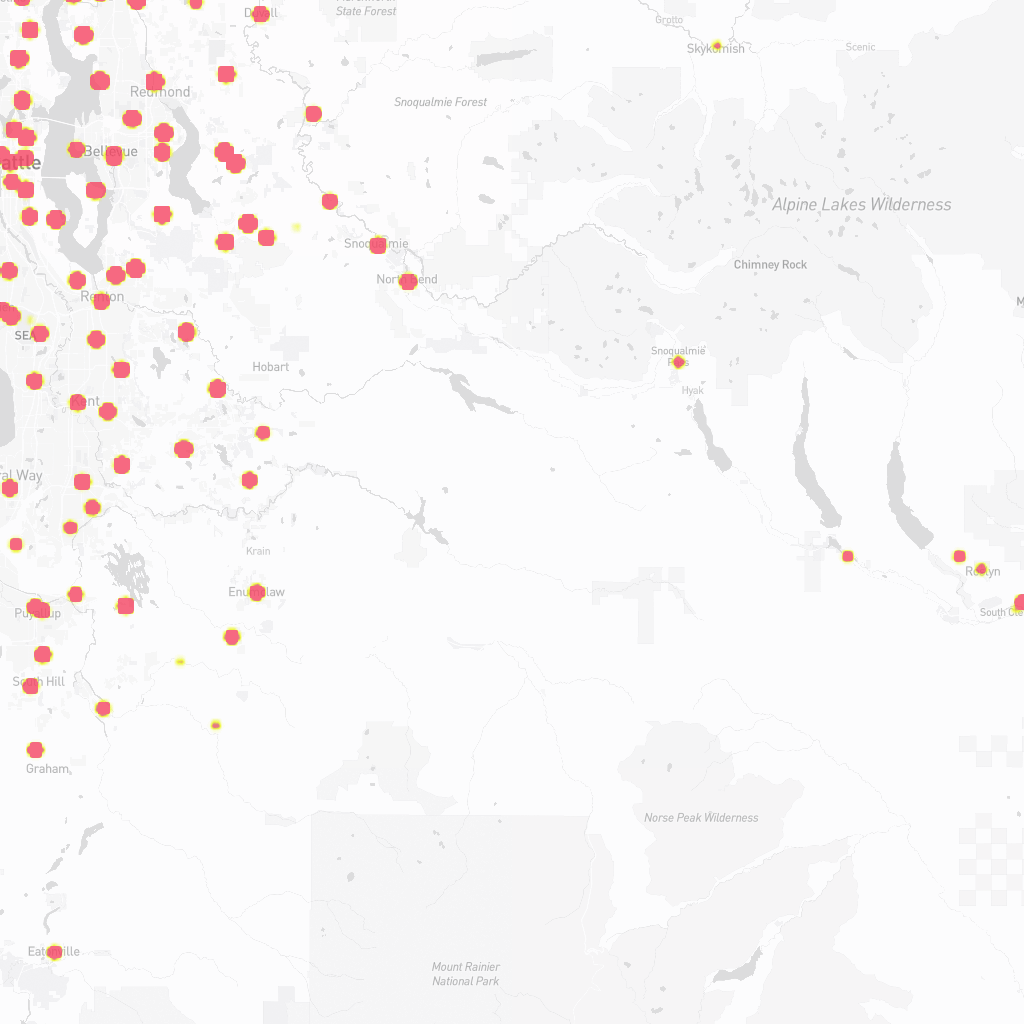 State Forest
Grotto
Skykomish
Scenic
Redmond
Snoqualmie Forest
Bellevue
attle
Alpine Lakes Wilderness
Snoqualmie
Chimney Rock
North Bend
Renton
M
SEA
Snoqualmie
Pass
Hobart
Hyak
Kent
ral Way
Krain
Roslyn
Enumclaw
Puyallup
South Cle
South Hill
Graham
Norse Peak Wilderness
Eatonville
Mount Rainier
National Park